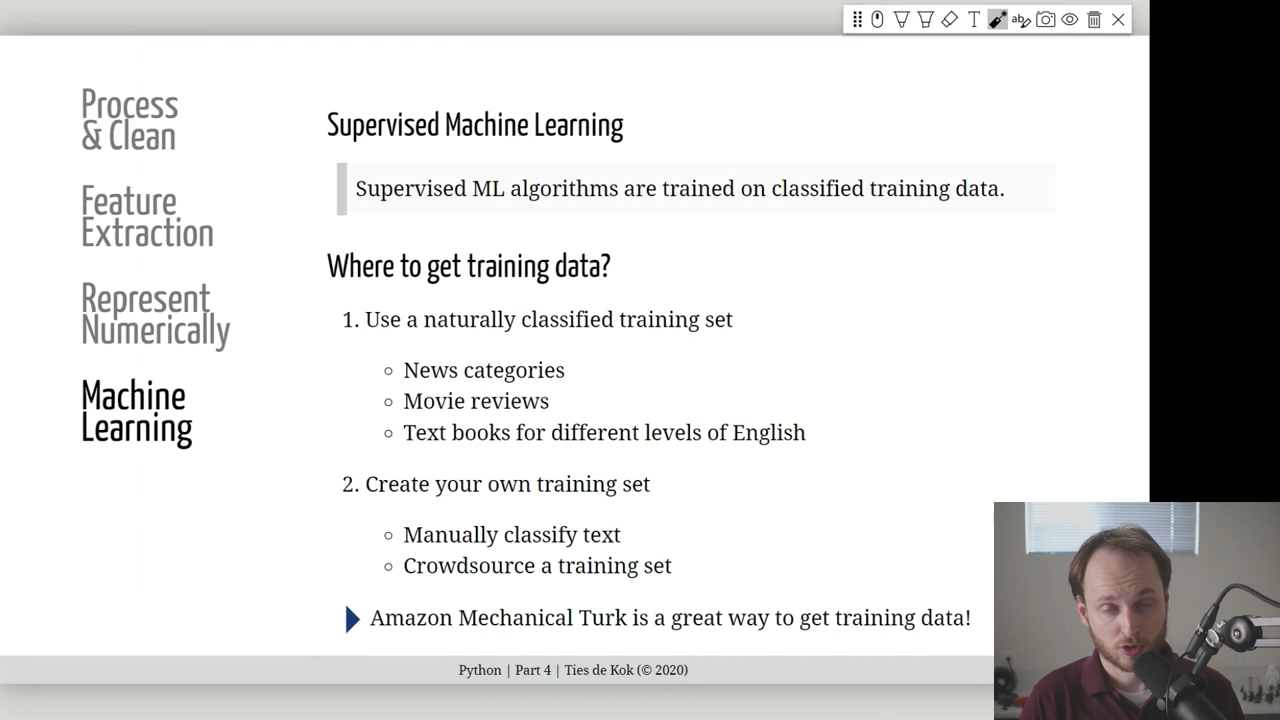 Process
& Clean
Feature
Extraction
Represent
Numerically
Machine
Learning
Supervised Machine Learning
Supervised ML algorithms are trained on classified training data.
Where to get training data?
1. Use a naturally classified training set
News categories
Movie reviews
Text books for different levels of English
2. Create your own training set
Manually classify text
Crowdsource a training set
Amazon Mechanical Turk is a great way to get training data!
Python | Part 4 | Ties de Kok (© 2020)
T
ab